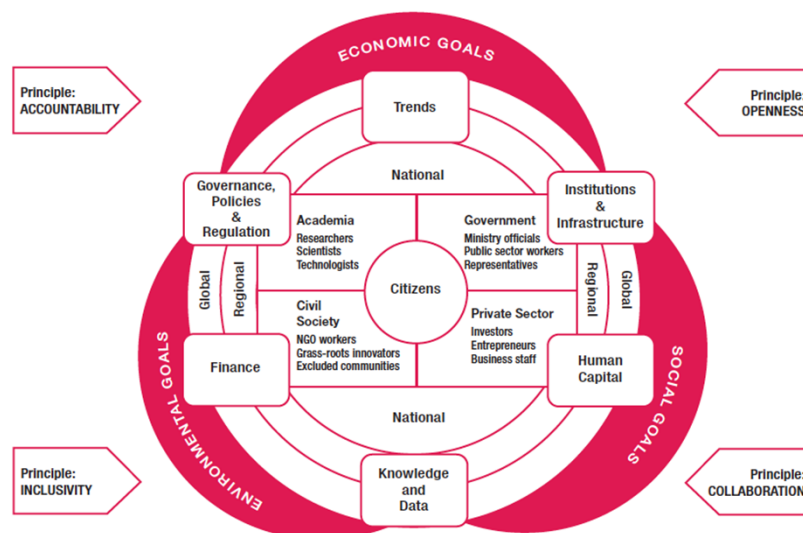 ECONOMIC GOALS
Principle:
ACCOUNTABILITY
Principle:
OPENNESS
Trends
National
Governance,
Policies
&
Regulation
Institutions
&
Infrastructure
Academia
Researchers
Scientists
Technologists
Government
Ministry officials
Public sector workers
Representatives
Citizens
Global
Regional
Regional
Global
Civil
Society
NGO workers
Grass-roots innovators
Excluded communities
Private Sector
Investors
Entrepreneurs
Business staff
Finance
Human
Capital
National
ENVIRONMENTAL GOALS
SOCIAL GOALS
Knowledge
and
Data
Principle:
INCLUSIVITY
Principle:
COLLABORATION